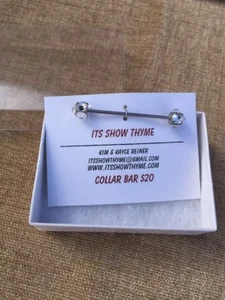 ITS SHOW THYME
KIM & KAYCE REINER
ITSSHOWTHYME@GMAIL.COM
WWW.ITSSHOWTHYME.COM
COLLAR BAR $20